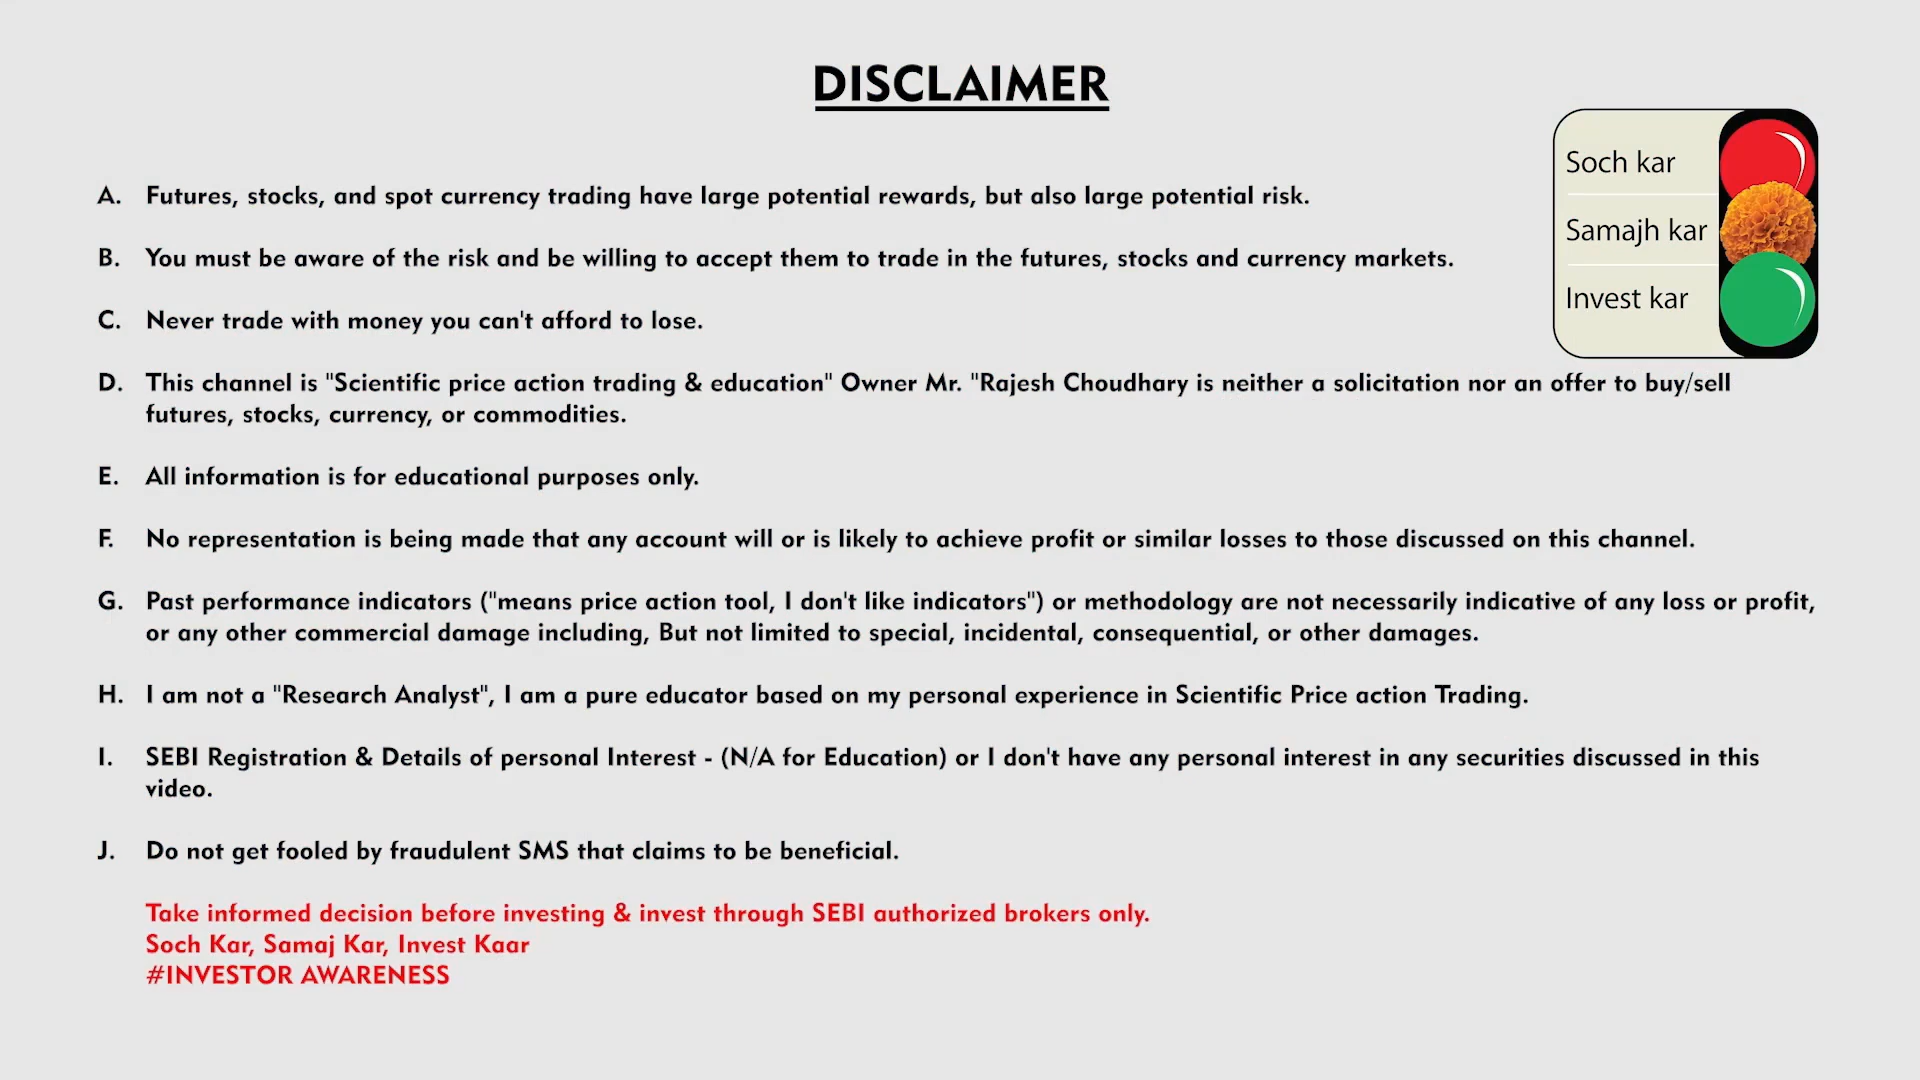 DISCLAIMER
Soch kar
Samajh kar
Invest kar
A. Futures, stocks, and spot currency trading have large potential rewards, but also large potential risk.
B. You must be aware of the risk and be willing to accept them to trade in the futures, stocks and currency markets.
C. Never trade with money you can't afford to lose.
D. This channel is "Scientific price action trading & education" Owner Mr. "Rajesh Choudhary is neither a solicitation nor an offer to buy/sell
futures, stocks, currency, or commodities.
E. All information is for educational purposes only.
F. No representation is being made that any account will or is likely to achieve profit or similar losses to those discussed on this channel.
G. Past performance indicators ("means price action tool, I don't like indicators") or methodology are not necessarily indicative of any loss or profit,
or any other commercial damage including, But not limited to special, incidental, consequential, or other damages.
H. I am not a "Research Analyst", I am a pure educator based on my personal experience in Scientific Price action Trading.
I. SEBI Registration & Details of personal Interest - (N/A for Education) or I don't have any personal interest in any securities discussed in this
video.
J. Do not get fooled by fraudulent SMS that claims to be beneficial.
Take informed decision before investing & invest through SEBI authorized brokers only.
Soch Kar, Samaj Kar, Invest Kaar
#INVESTOR AWARENESS